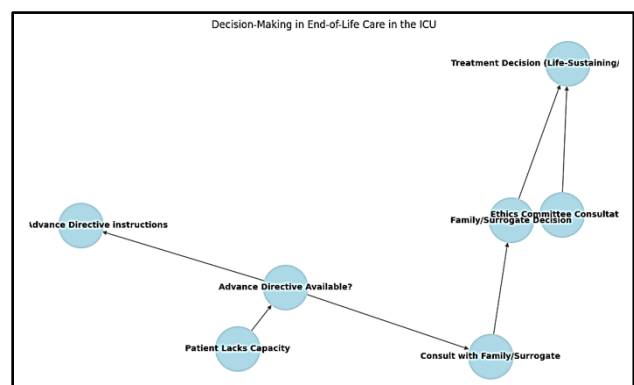 Decision-Making in End-of-Life Care in the ICU
Treatment Decision (Life-Sustaining/
Ethics Committee Consultat
Family/Surrogate Decision
Advance Directive instructions
Advance Directive Available?
Patient Lacks Capacity
Consult with Family/Surrogate